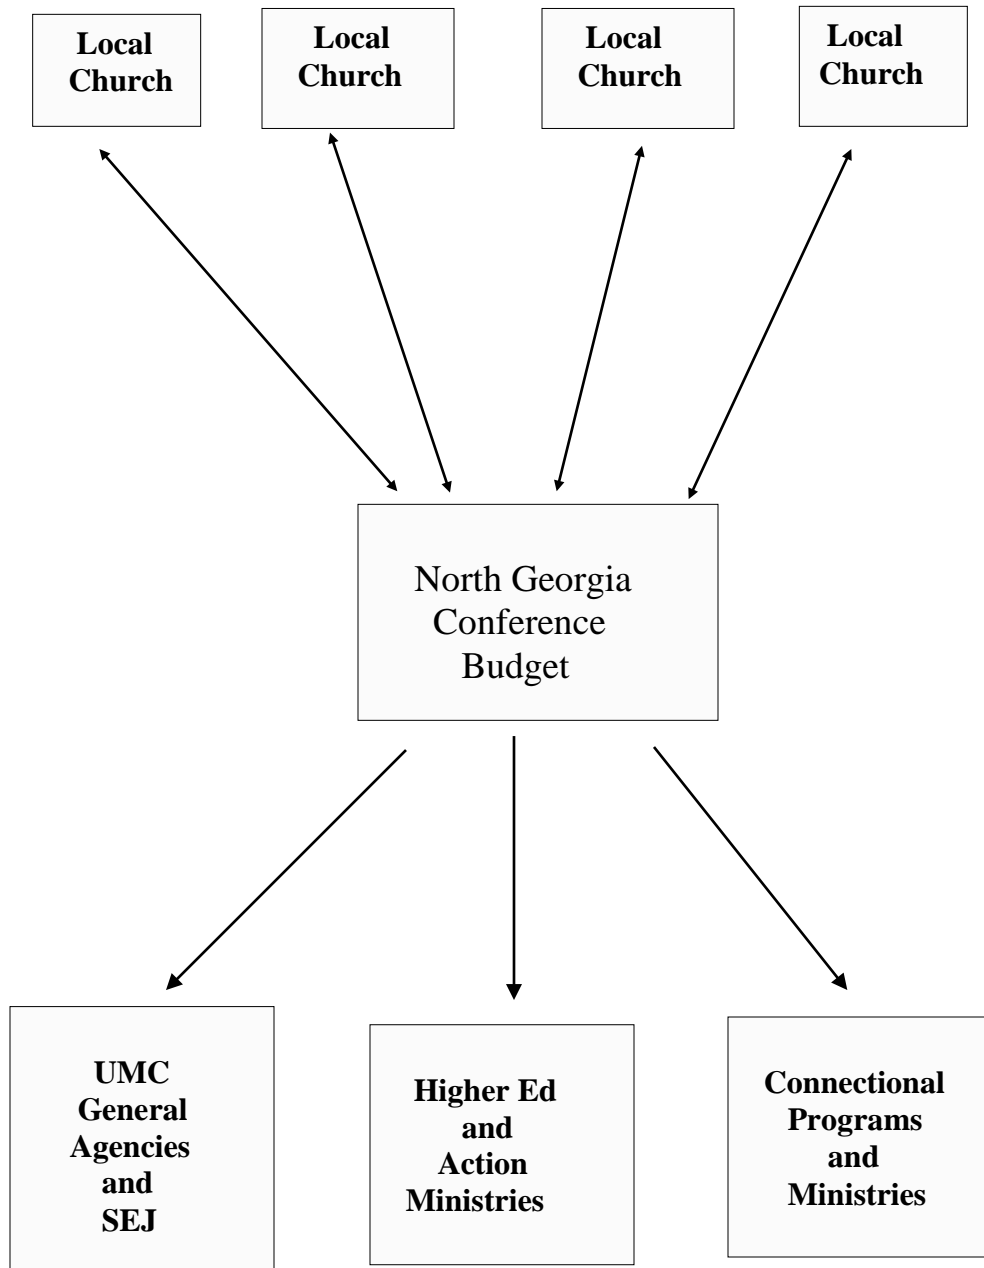 Local
Church
Local
Church
Local
Church
Local
Church
North Georgia
Conference
Budget
UMC
General
Agencies
and
SEJ
Higher Ed
and
Action
Ministries
Connectional
Programs
and
Ministries